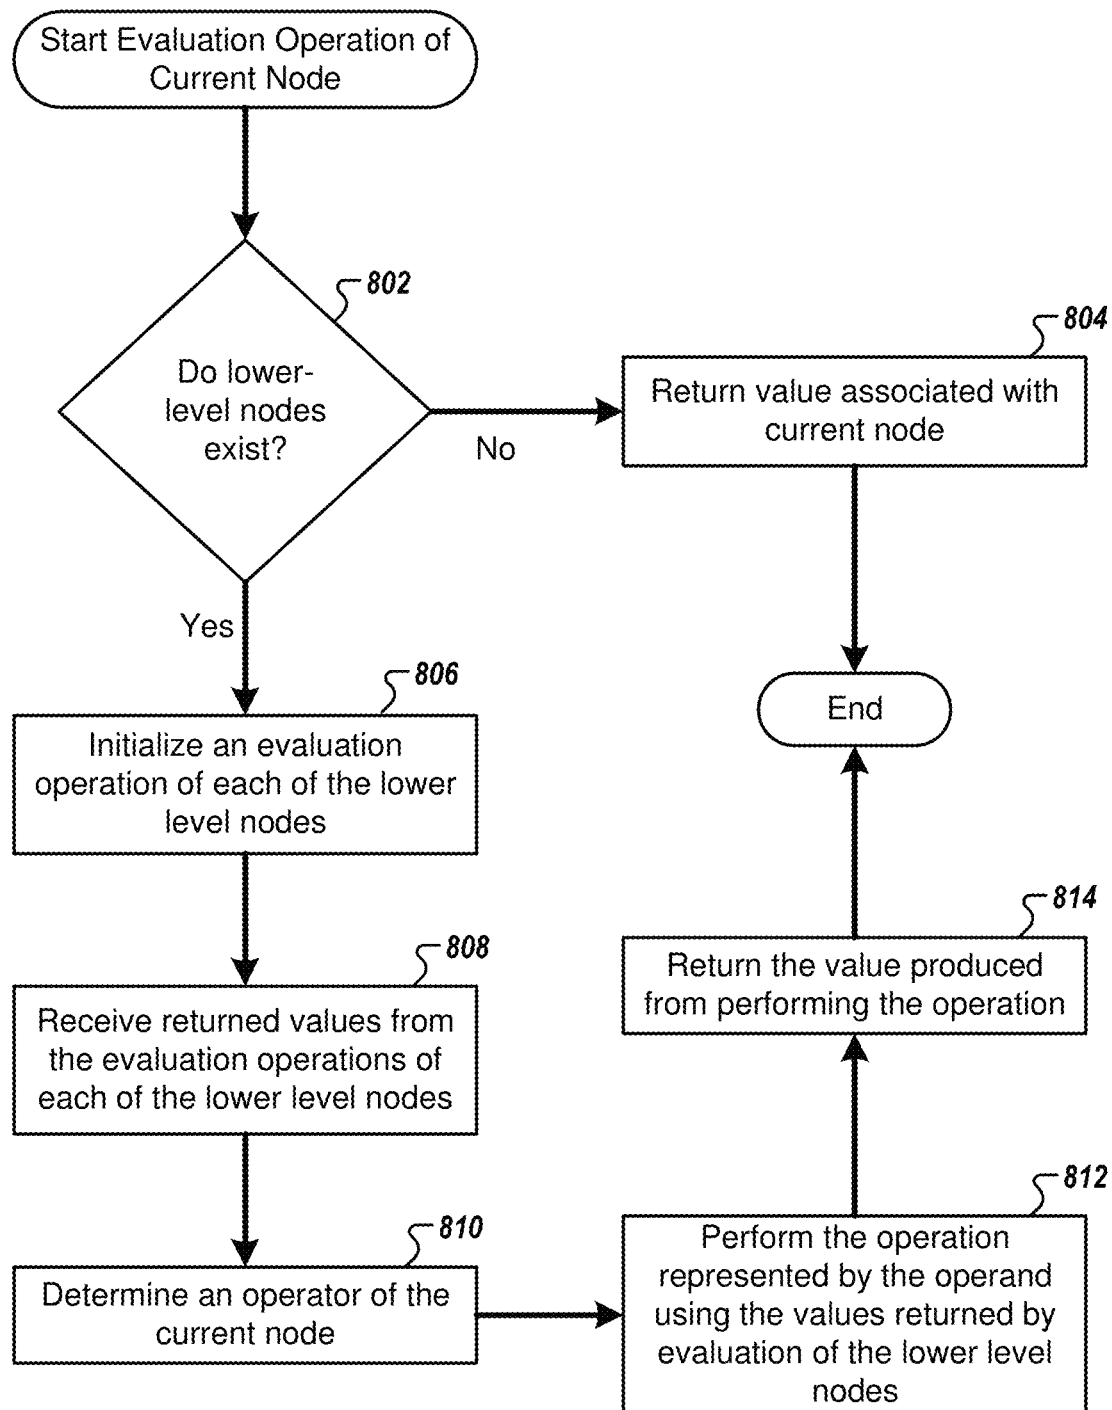 Start Evaluation Operation of
Current Node
802
Do lower-
level nodes
exist?
No
804
Return value associated with
current node
Yes
806
Initialize an evaluation
operation of each of the lower
level nodes
End
808
Receive returned values from
the evaluation operations of
each of the lower level nodes
814
Return the value produced
from performing the operation
810
Determine an operator of the
current node
812
Perform the operation
represented by the operand
using the values returned by
evaluation of the lower level
nodes